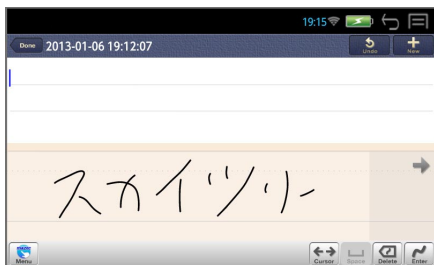 19:15
Done 2013-01-06 19:12:07 Undo New
スカイツリー
Menu Cursor Space Delete Enter